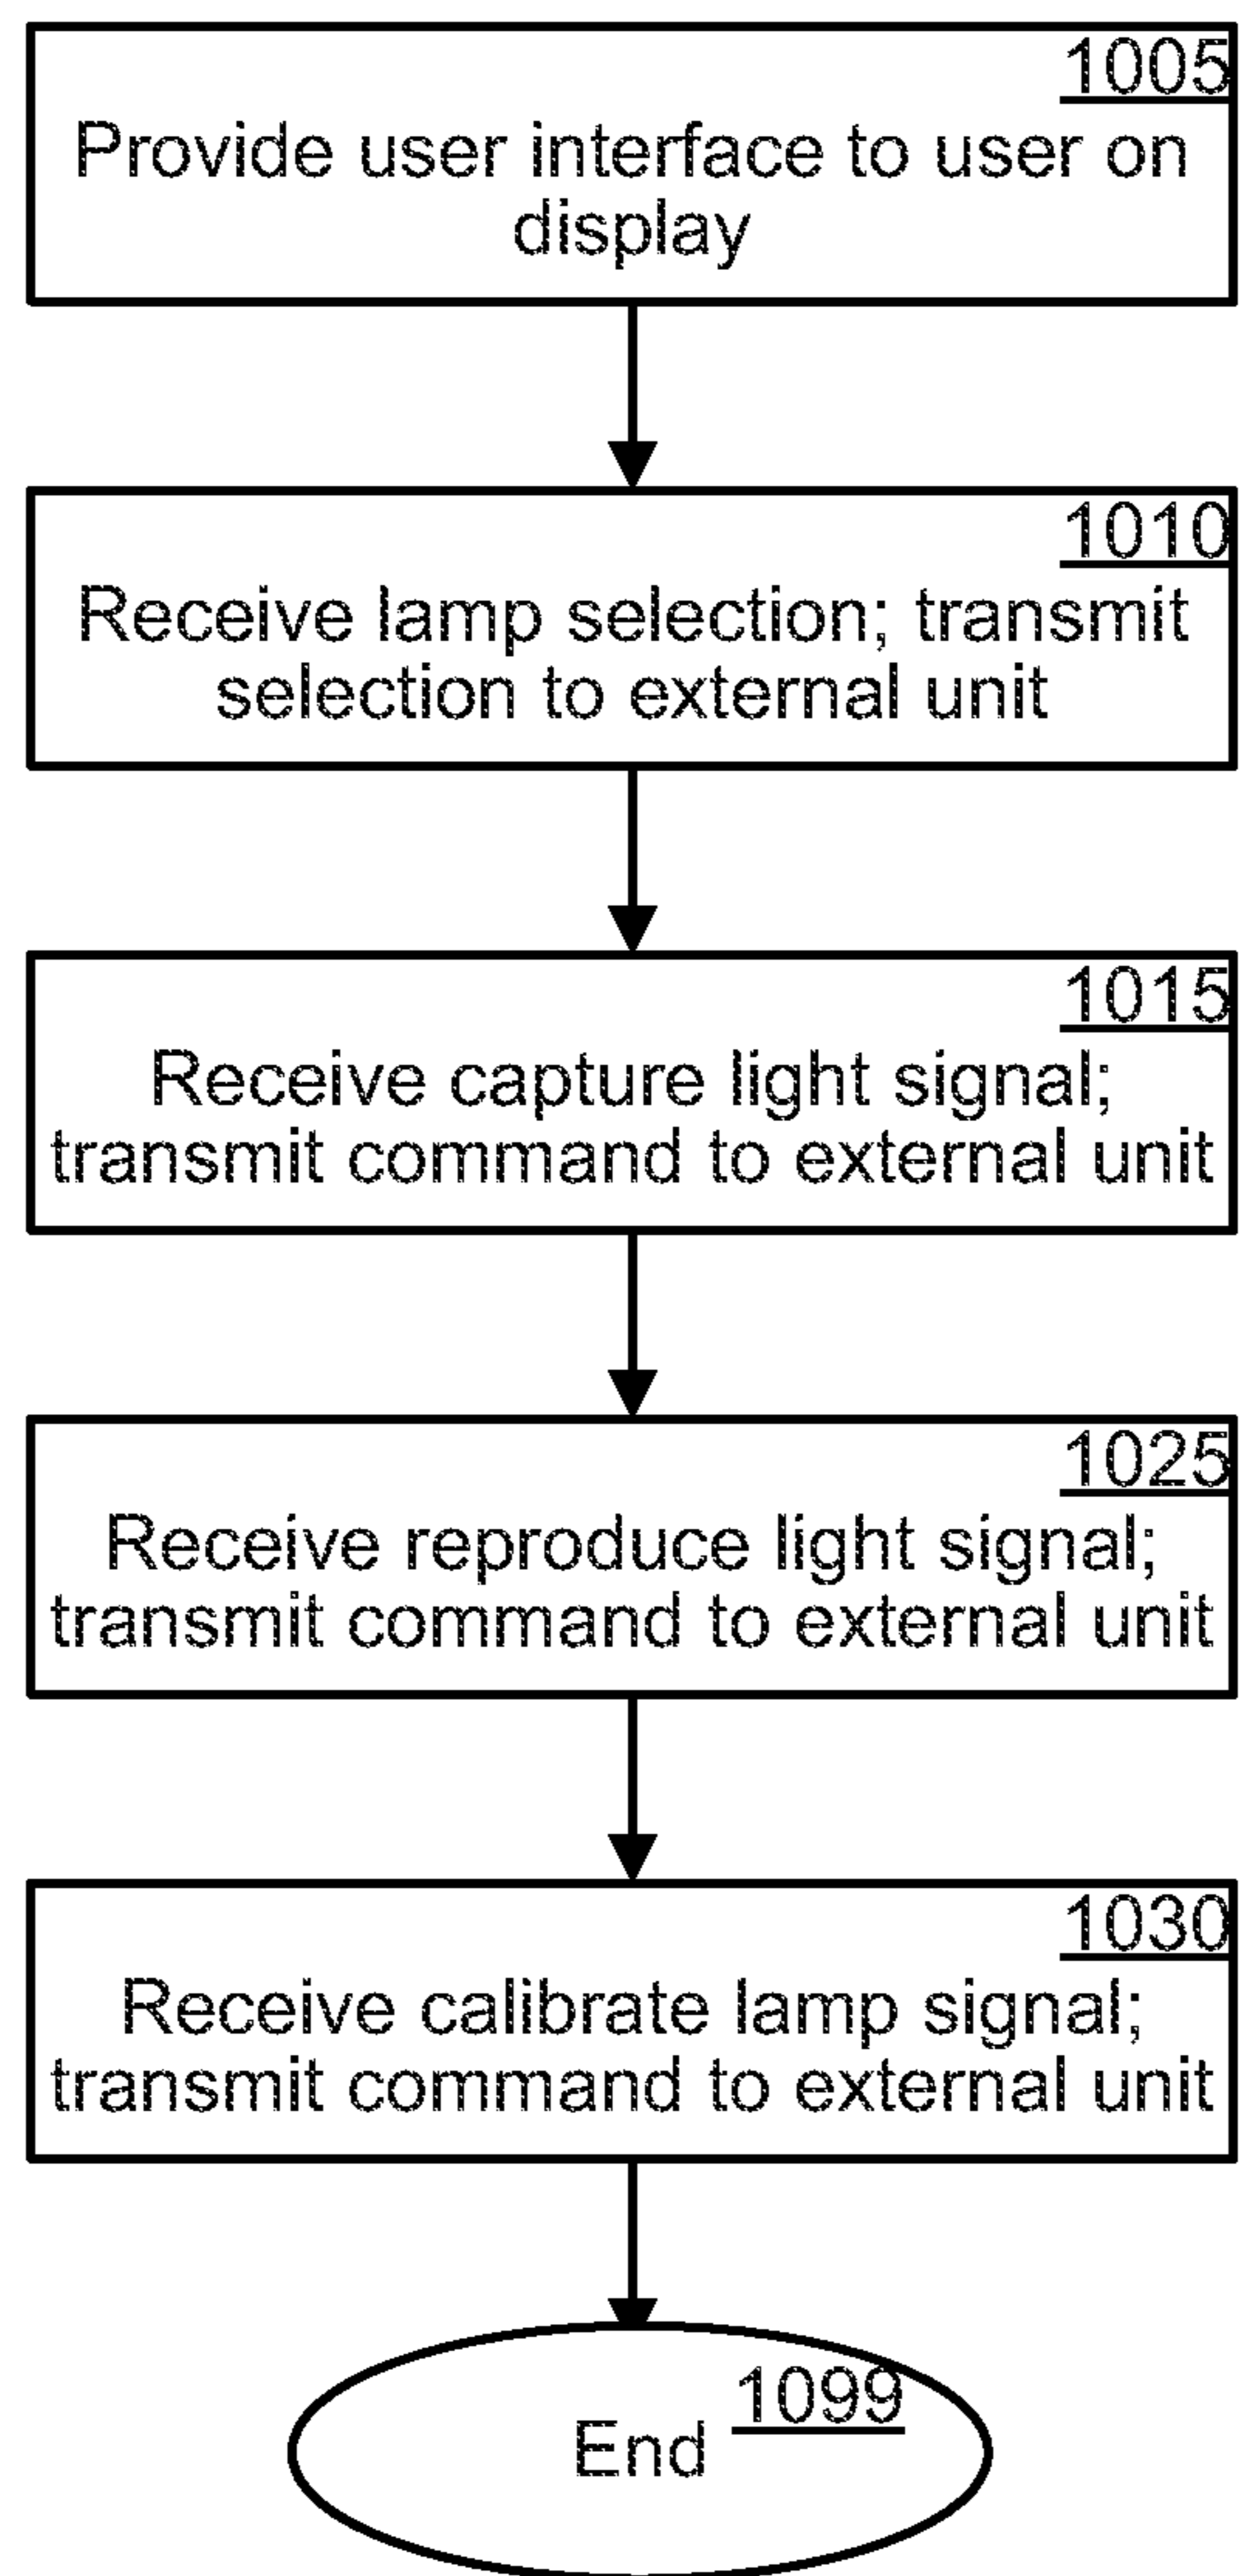 1005
Provide user interface to user on
display
1010
Receive lamp selection; transmit
selection to external unit
1015
Receive capture light signal;
transmit command to external unit
1025
Receive reproduce light signal;
transmit command to external unit
1030
Receive calibrate lamp signal;
transmit command to external unit
1099
End